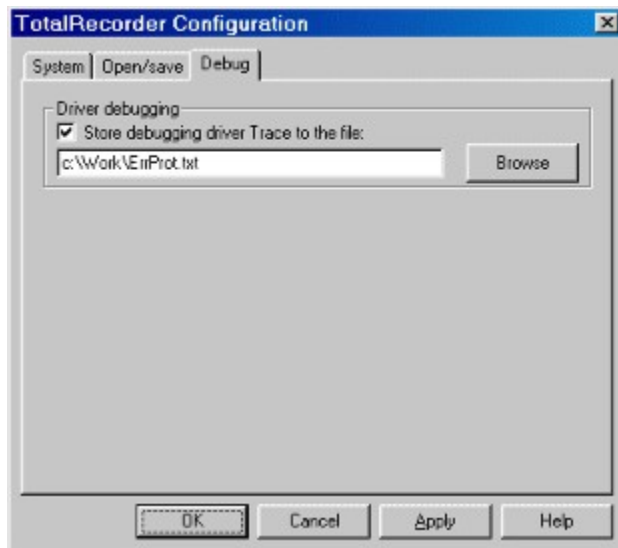 TotalRecorder Configuration
System Open/save Debug
Driver debugging
Store debugging driver Trace to the file:
c:\Work\ErrProt.txt
Browse
OK Cancel Apply Help